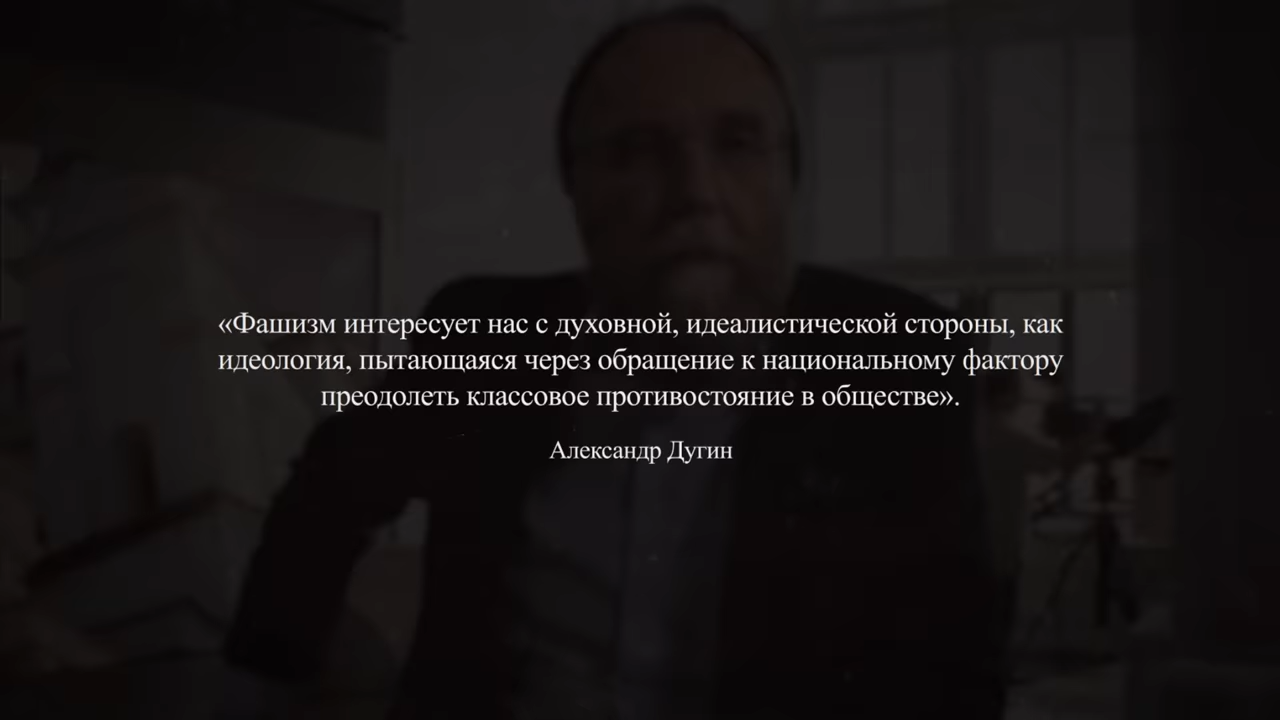 «Фашизм интересует нас с духовной, идеалистической стороны, как
идеология, пытающаяся через обращение к национальному фактору
преодолеть классовое противостояние в обществе».
Александр Дугин